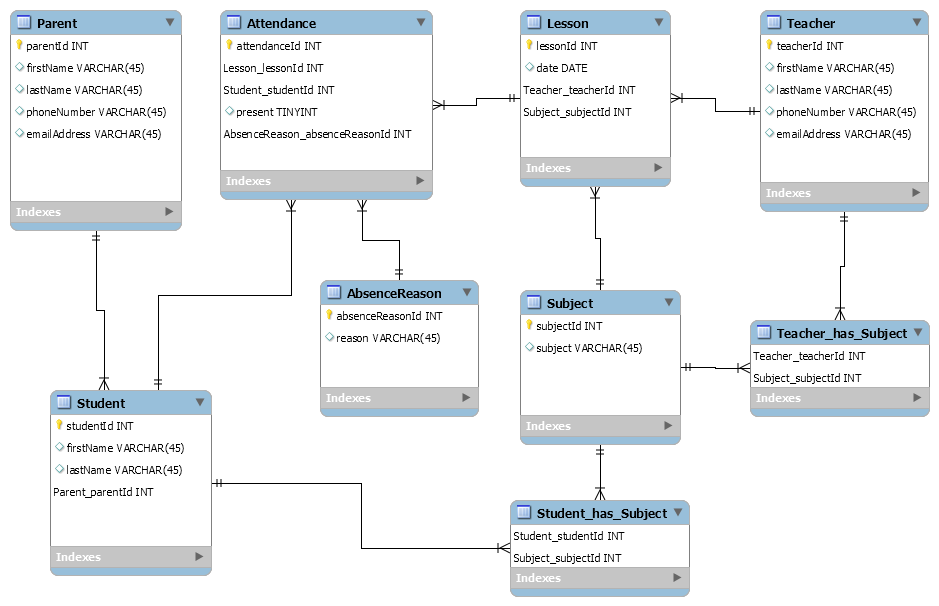 Parent
parentId INT
firstName VARCHAR(45)
lastName VARCHAR(45)
phoneNumber VARCHAR(45)
emailAddress VARCHAR(45)
Indexes
Attendance
attendanceId INT
Lesson_lessonId INT
Student_studentId INT
present TINYINT
AbsenceReason_absenceReasonId INT
Indexes
Lesson
lessonId INT
date DATE
Teacher_teacherId INT
Subject_subjectId INT
Indexes
Teacher
teacherId INT
firstName VARCHAR(45)
lastName VARCHAR(45)
phoneNumber VARCHAR(45)
emailAddress VARCHAR(45)
Indexes
AbsenceReason
absenceReasonId INT
reason VARCHAR(45)
Indexes
Subject
subjectId INT
subject VARCHAR(45)
Indexes
Teacher_has_Subject
Teacher_teacherId INT
Subject_subjectId INT
Indexes
Student
studentId INT
firstName VARCHAR(45)
lastName VARCHAR(45)
Parent_parentId INT
Indexes
Student_has_Subject
Student_studentId INT
Subject_subjectId INT
Indexes